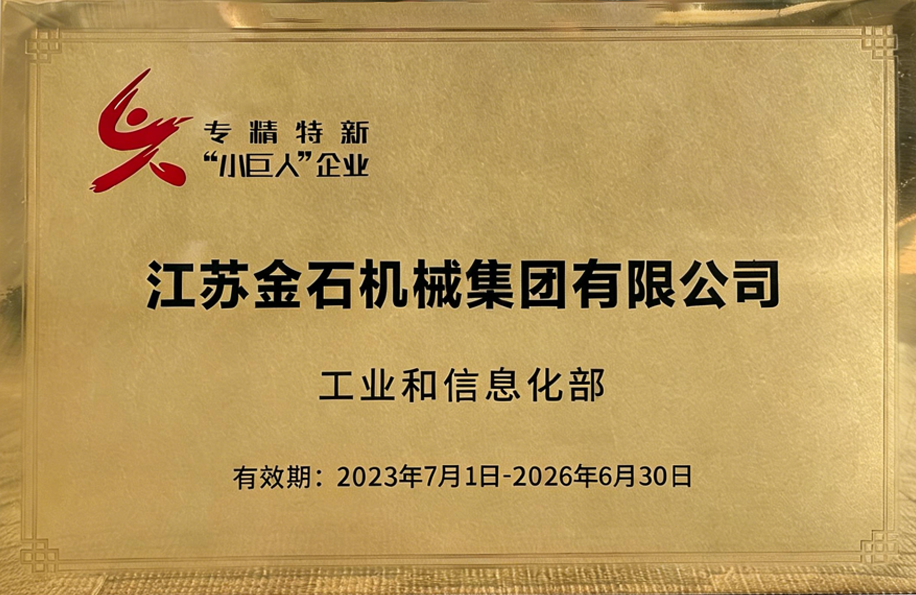 专精特新
“小巨人”企业
江苏金石机械集团有限公司
工业和信息化部
有效期：2023年7月1日-2026年6月30日